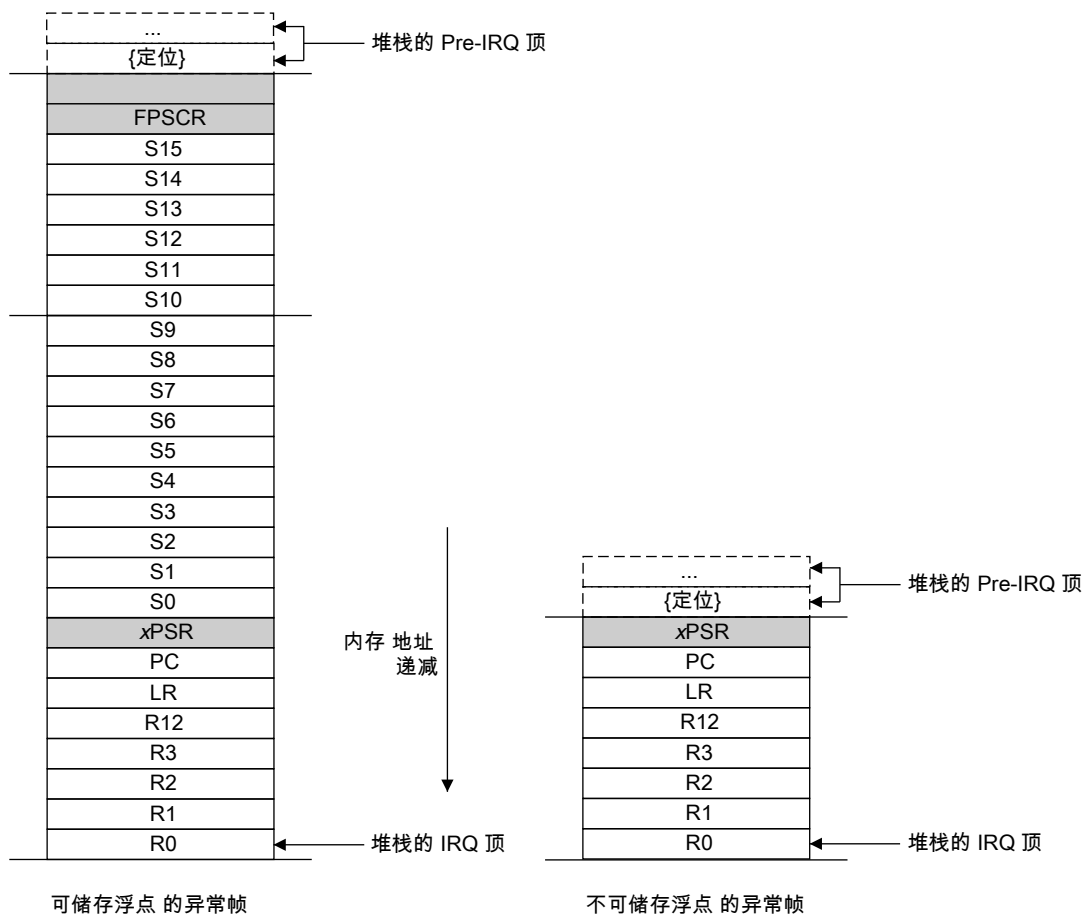 ...
堆栈的 Pre-IRQ 顶
{定位}
FPSCR
S15
S14
S13
S12
S11
S10
S9
S8
S7
S6
S5
S4
S3
S2
S1
S0
xPSR
PC
LR
R12
R3
R2
R1
R0
堆栈的 IRQ 顶
可储存浮点 的异常帧
内存 地址
递减
...
堆栈的 Pre-IRQ 顶
{定位}
xPSR
PC
LR
R12
R3
R2
R1
R0
堆栈的 IRQ 顶
不可储存浮点 的异常帧